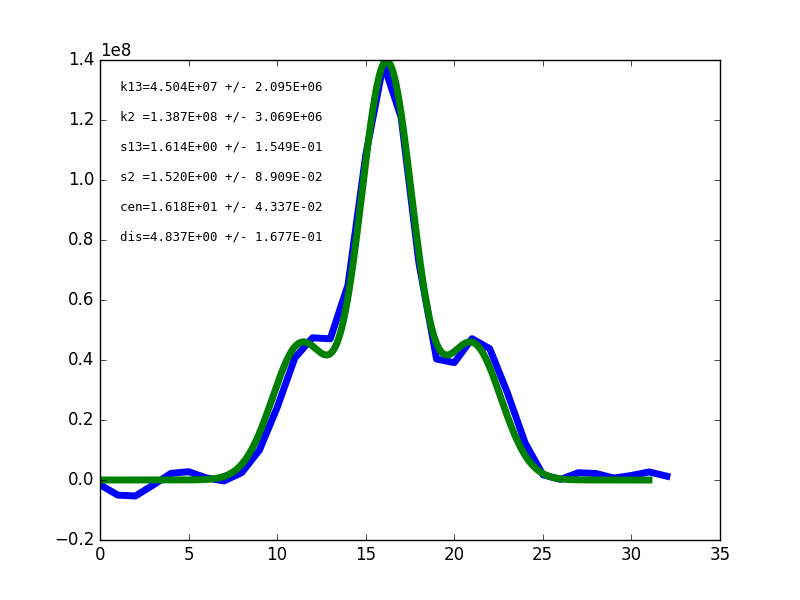 1e8
1.4
1.2
1.0
0.8
0.6
0.4
0.2
0.0
−0.2
k13=4.504E+07 +/- 2.095E+06
k2 =1.387E+08 +/- 3.069E+06
s13=1.614E+00 +/- 1.549E-01
s2 =1.520E+00 +/- 8.909E-02
cen=1.618E+01 +/- 4.337E-02
dis=4.837E+00 +/- 1.677E-01
0 5 10 15 20 25 30 35